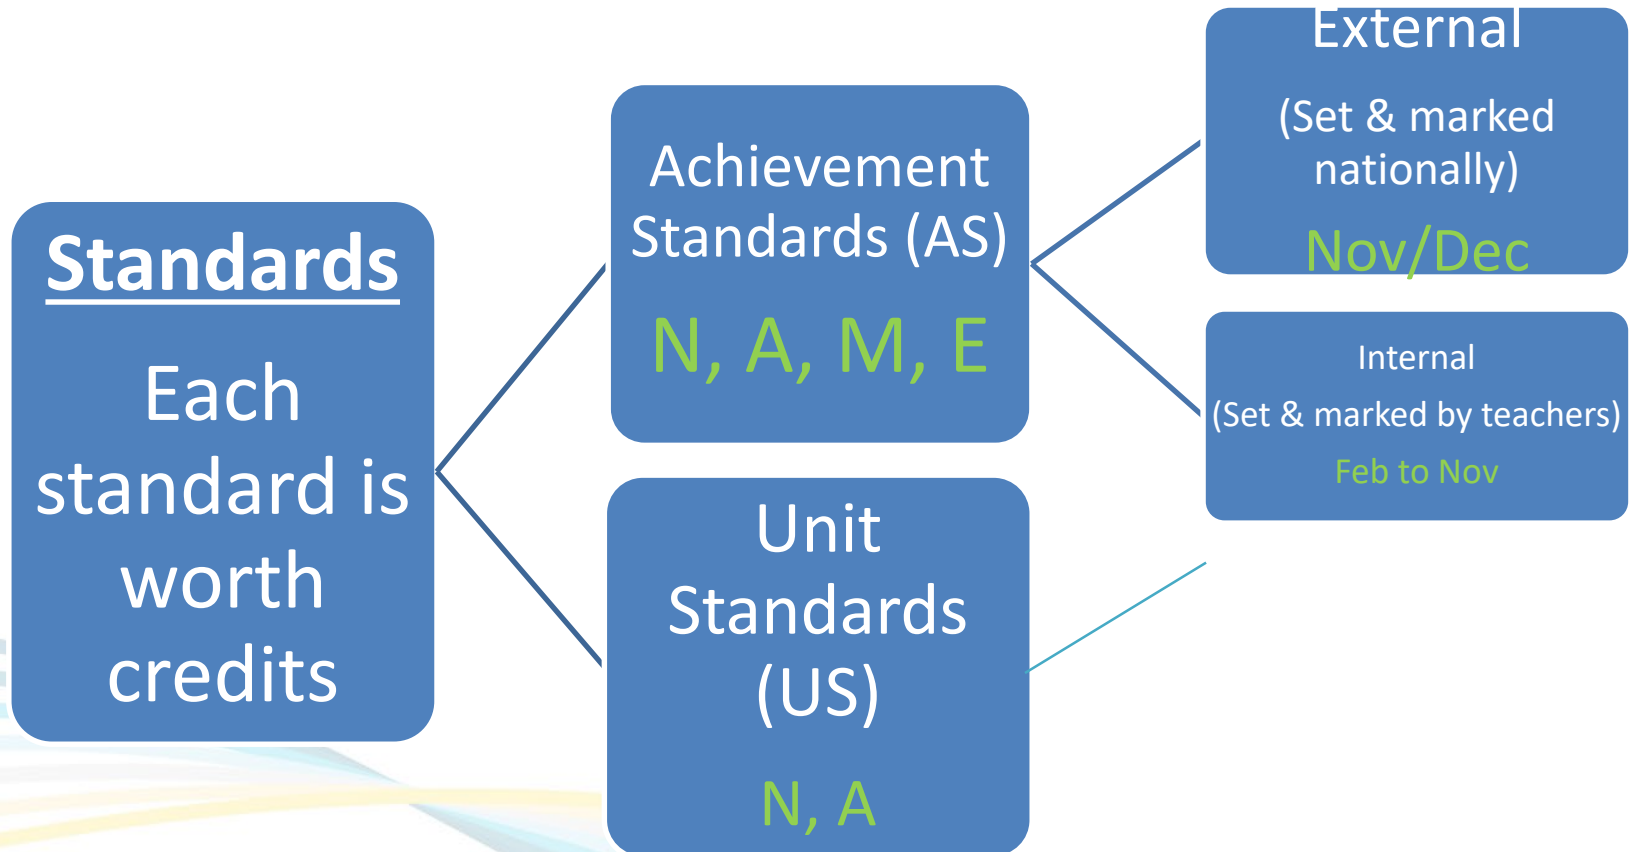 Standards
Each
standard is
worth
credits
Achievement
Standards (AS)
N, A, M, E
Unit
Standards
(US)
N, A
External
(Set & marked
nationally)
Nov/Dec
Internal
(Set & marked by teachers)
Feb to Nov